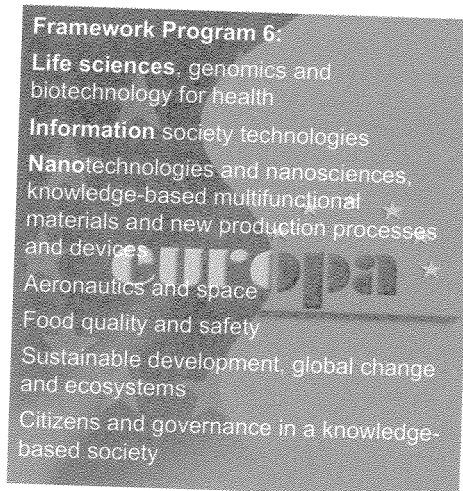 Framework Program 6:
Life sciences, genomics and
biotechnology for health
Information society technologies
Nanotechnologies and nanosciences,
knowledge-based multifunctional
materials and new production processes
and devices
europa
Aeronautics and space
Food quality and safety
Sustainable development, global change
and ecosystems
Citizens and governance in a knowledge-
based society